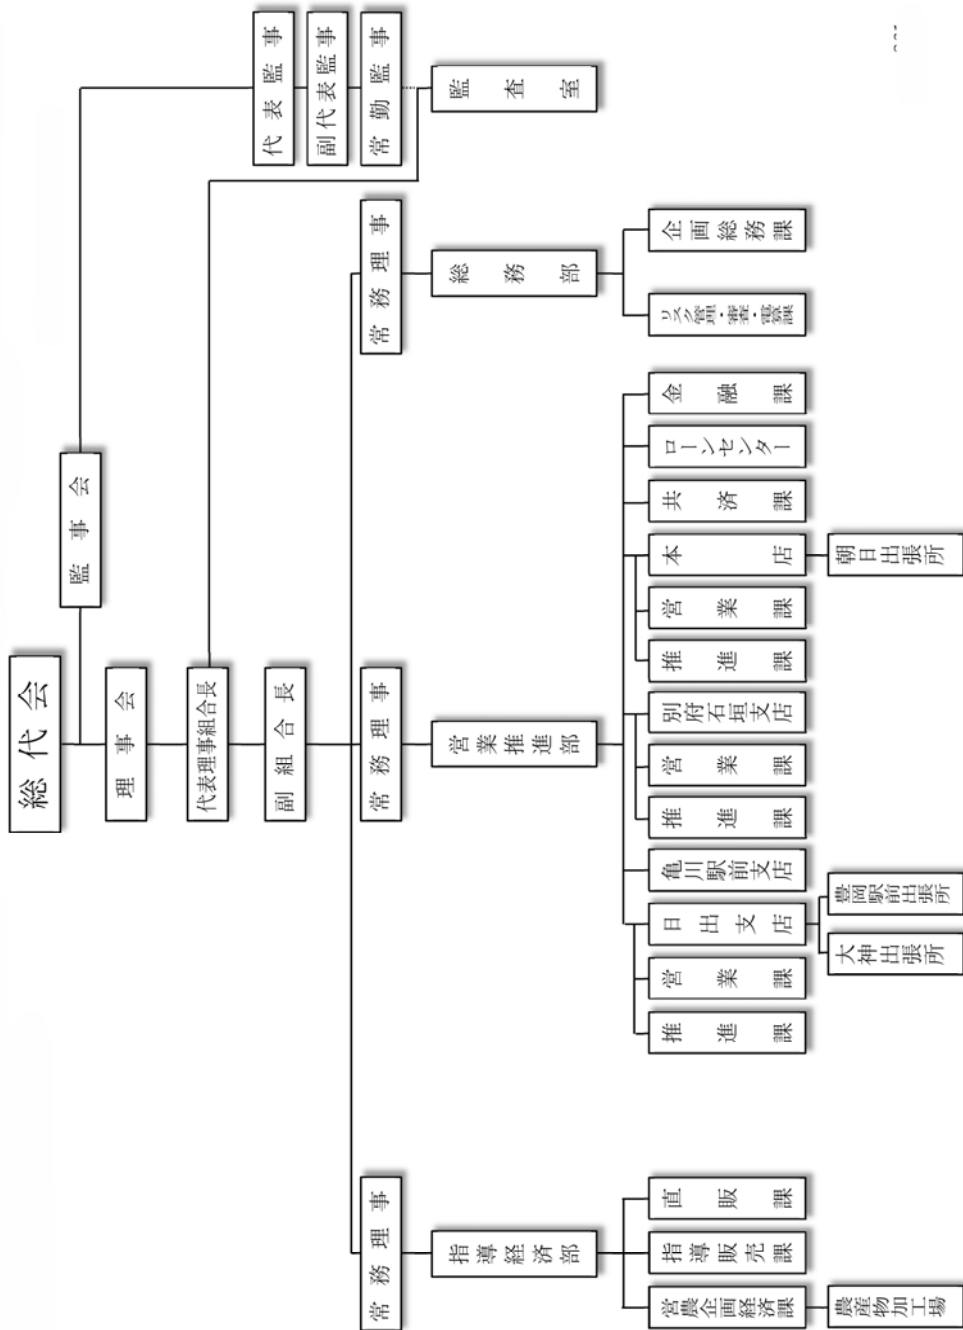 総代会
監事会
理事会
代表理事組合長
副組合長
代表監事
副代表監事
常勤監事
監査室
常務理事
指導経済部
営農企画経済課
農産物加工場
指導販売課
直販課
常務理事
営業推進部
推進課
営業課
日出支店
大神出張所
豊岡駅前出張所
亀川駅前支店
推進課
営業課
別府石垣支店
推進課
営業課
本店
朝日出張所
共済課
ローンセンター
金融課
常務理事
総務部
リスク管理・審査・電算課
企画総務課